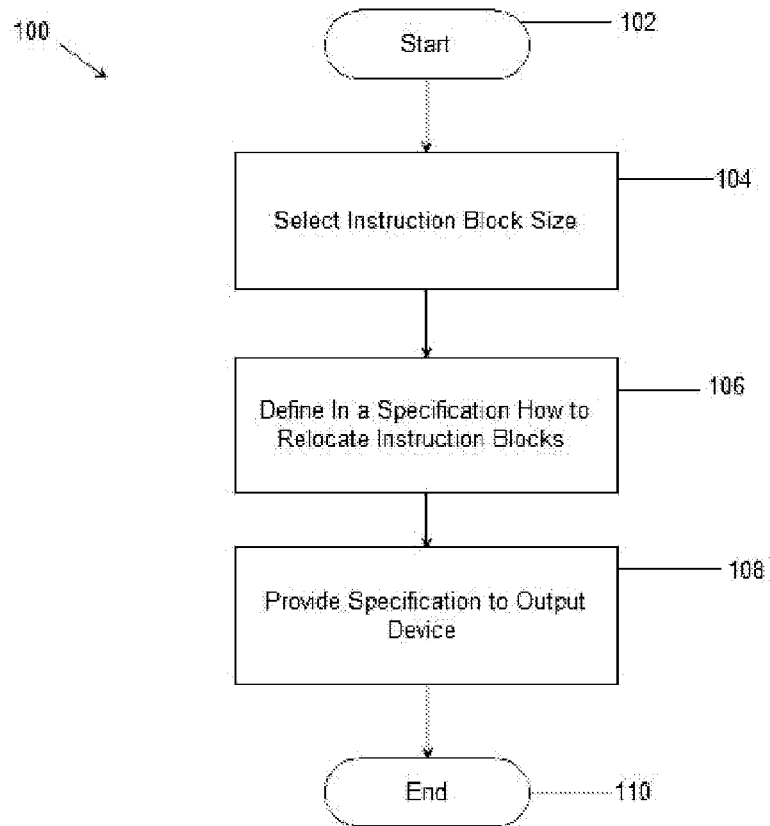 100
Start
102
Select Instruction Block Size
104
Define In a Specification How to
Relocate Instruction Blocks
106
Provide Specification to Output
Device
108
End
110